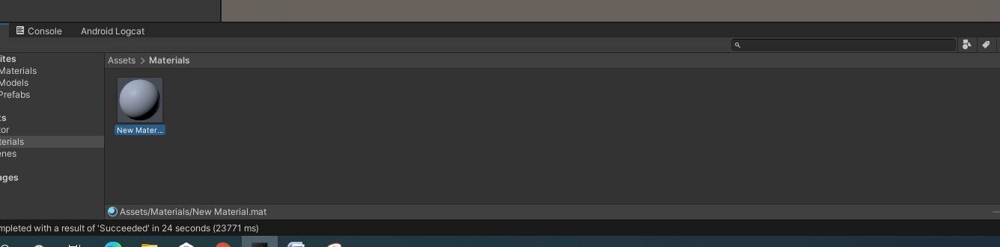 Console Android Logcat
Assets > Materials
ites
Materials
Models
Prefabs
ts
tor
terials
enes
ages
New Mater...
Assets/Materials/New Material.mat
mpleted with a result of 'Succeeded' in 24 seconds (23771 ms)